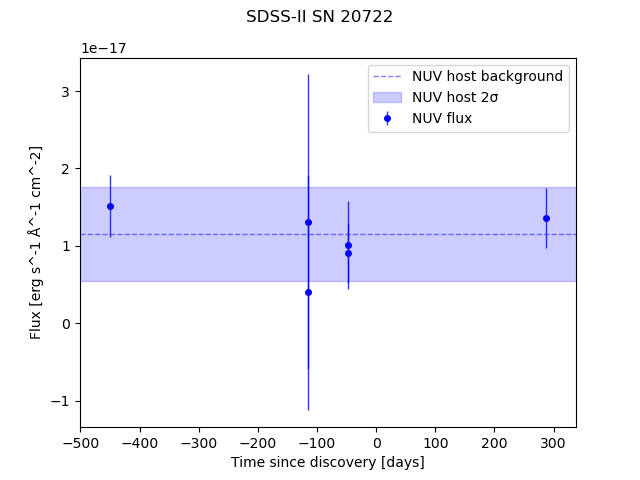 SDSS-II SN 20722
1e−17
NUV host background
NUV host 2σ
NUV flux
3
2
1
0
−1
Flux [erg s^-1 Å^-1 cm^-2]
−500 −400 −300 −200 −100 0 100 200 300
Time since discovery [days]